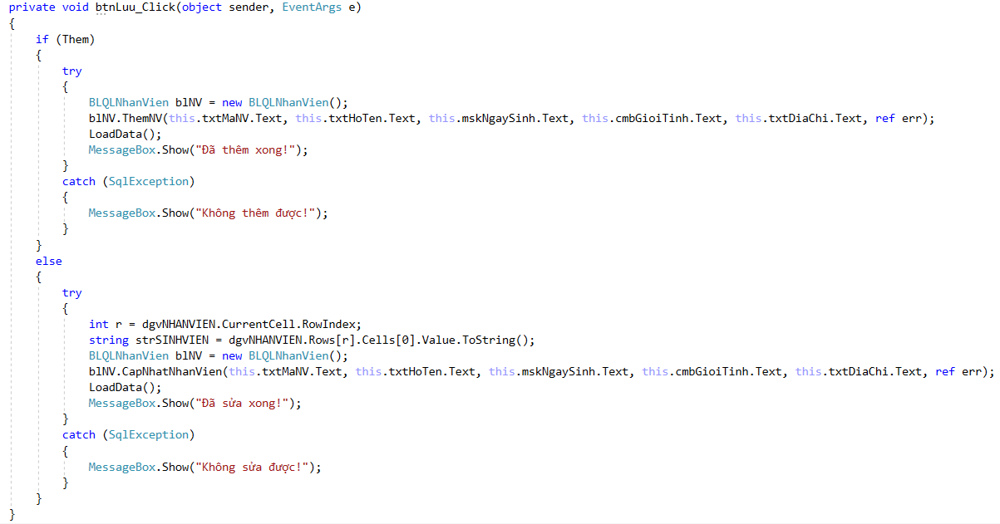 private void btnLuu_Click(object sender, EventArgs e)
{
    if (Them)
    {
        try
        {
            BLQLNhanVien blNV = new BLQLNhanVien();
            blNV.ThemNV(this.txtMaNV.Text, this.txtHoTen.Text, this.mskNgaySinh.Text, this.cmbGioiTinh.Text, this.txtDiaChi.Text, ref err);
            LoadData();
            MessageBox.Show("Đã thêm xong!");
        }
        catch (SqlException)
        {
            MessageBox.Show("Không thêm được!");
        }
    }
    else
    {
        try
        {
            int r = dgvNHANVIEN.CurrentCell.RowIndex;
            string strSINHVIEN = dgvNHANVIEN.Rows[r].Cells[0].Value.ToString();
            BLQLNhanVien blNV = new BLQLNhanVien();
            blNV.CapNhatNhanVien(this.txtMaNV.Text, this.txtHoTen.Text, this.mskNgaySinh.Text, this.cmbGioiTinh.Text, this.txtDiaChi.Text, ref err);
            LoadData();
            MessageBox.Show("Đã sửa xong!");
        }
        catch (SqlException)
        {
            MessageBox.Show("Không sửa được!");
        }
    }
}